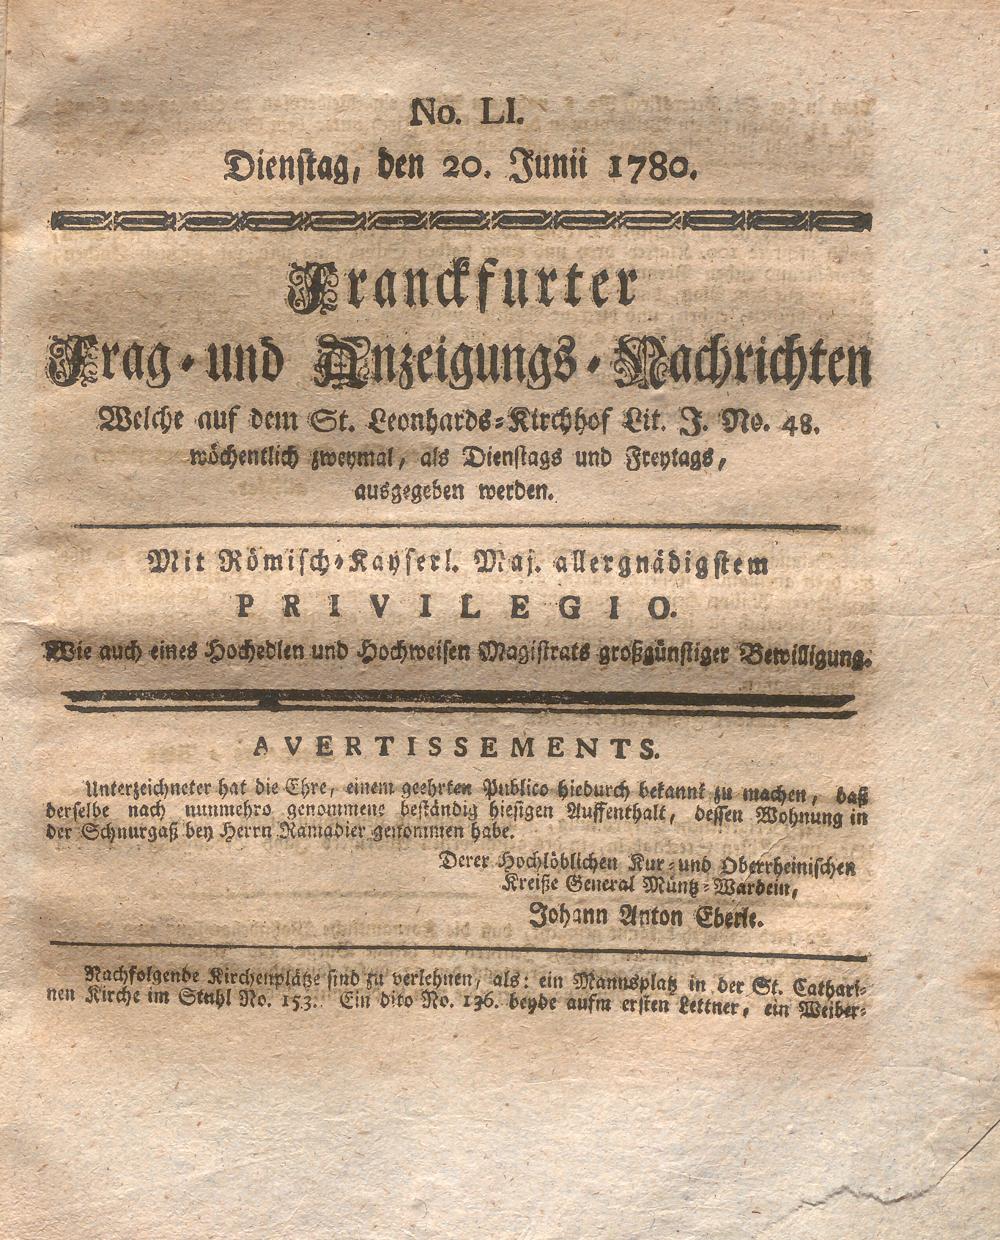 No. LI.
Dienstag, den 20. Junii 1780.
Franckfurter
Frag- und Anzeigungs-Nachrichten
Welche auf dem St. Leonhards-Kirchhof Lit. J. No. 48.
wöchentlich zweymal, als Dienstags und Freytags,
ausgegeben werden.
Mit Römisch-Kayserl. Maj. allergnädigstem
PRIVILEGIO.
Wie auch eines Hochedlen und Hochweisen Magistrats großgünstiger Bewilligung.
AVERTISSEMENTS.
Unterzeichneter hat die Ehre, einem geehrten Publico hiedurch bekannt zu machen, daß
derselbe nach nunmehro genommene beständig hiesigen Auffenthalt, dessen Wohnung in
der Schnurgaß bey Herrn Ramadier genommen habe.
Derer Hochlöblichen Kur- und Oberrheinischen
Kreiße General Müntz-Wardein,
Johann Anton Eberle.
Nachfolgende Kirchenplätze sind zu verlehnen, als: ein Mannsplatz in der St. Cathari-
nen Kirche im Stuhl No. 153. Ein dito No. 136. beyde aufm ersten Lettner, ein Weiber-